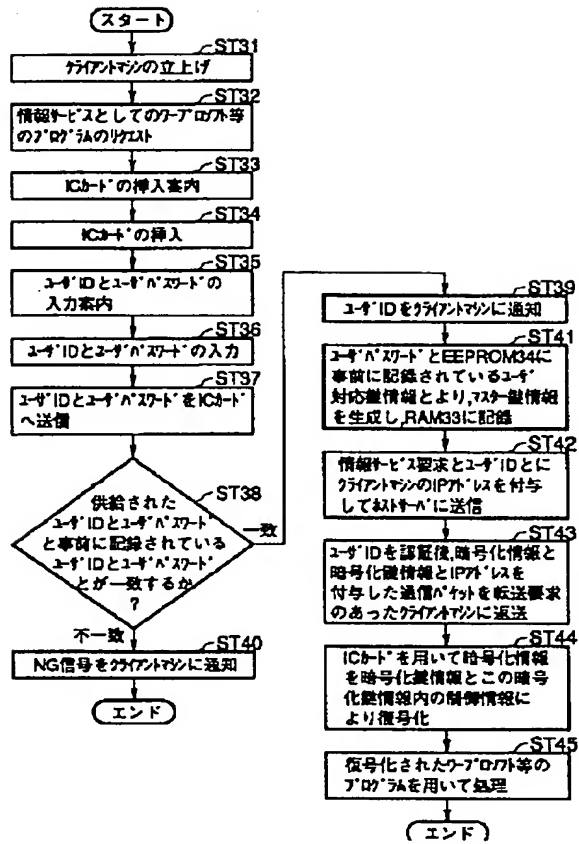 スタート
ST31
クライアントマシンの立上げ
ST32
情報サービスとしてのワープロソフト等
のプログラムのリクエスト
ST33
ICカードの挿入案内
ST34
ICカードの挿入
ST35
ユーザIDとユーザパスワードの
入力案内
ST36
ユーザIDとユーザパスワードの入力
ST37
ユーザIDとユーザパスワードをICカード
へ送信
ST38
供給された
ユーザIDとユーザパスワード
と事前に記録されている
ユーザIDとユーザパスワード
とが一致するか
?
一致
不一致
ST40
NG信号をクライアントマシンに通知
エンド
ST39
ユーザIDをクライアントマシンに通知
ST41
ユーザパスワードとEEPROM34に
事前に記録されているユーザ
対応鍵情報とより,マスター鍵情報
を生成し,RAM33に記録
ST42
情報サービス要求とユーザIDとに
クライアントマシンのIPアドレスを付与
してホストサーバに送信
ST43
ユーザIDを認証後,暗号化情報と
暗号化鍵情報とIPアドレスを
付与した通信パケットを転送要求
のあったクライアントマシンに返送
ST44
ICカードを用いて暗号化情報
を暗号化鍵情報とこの暗号
化鍵情報内の制御情報に
より復号化
ST45
復号化されたワープロソフト等の
プログラムを用いて処理
エンド